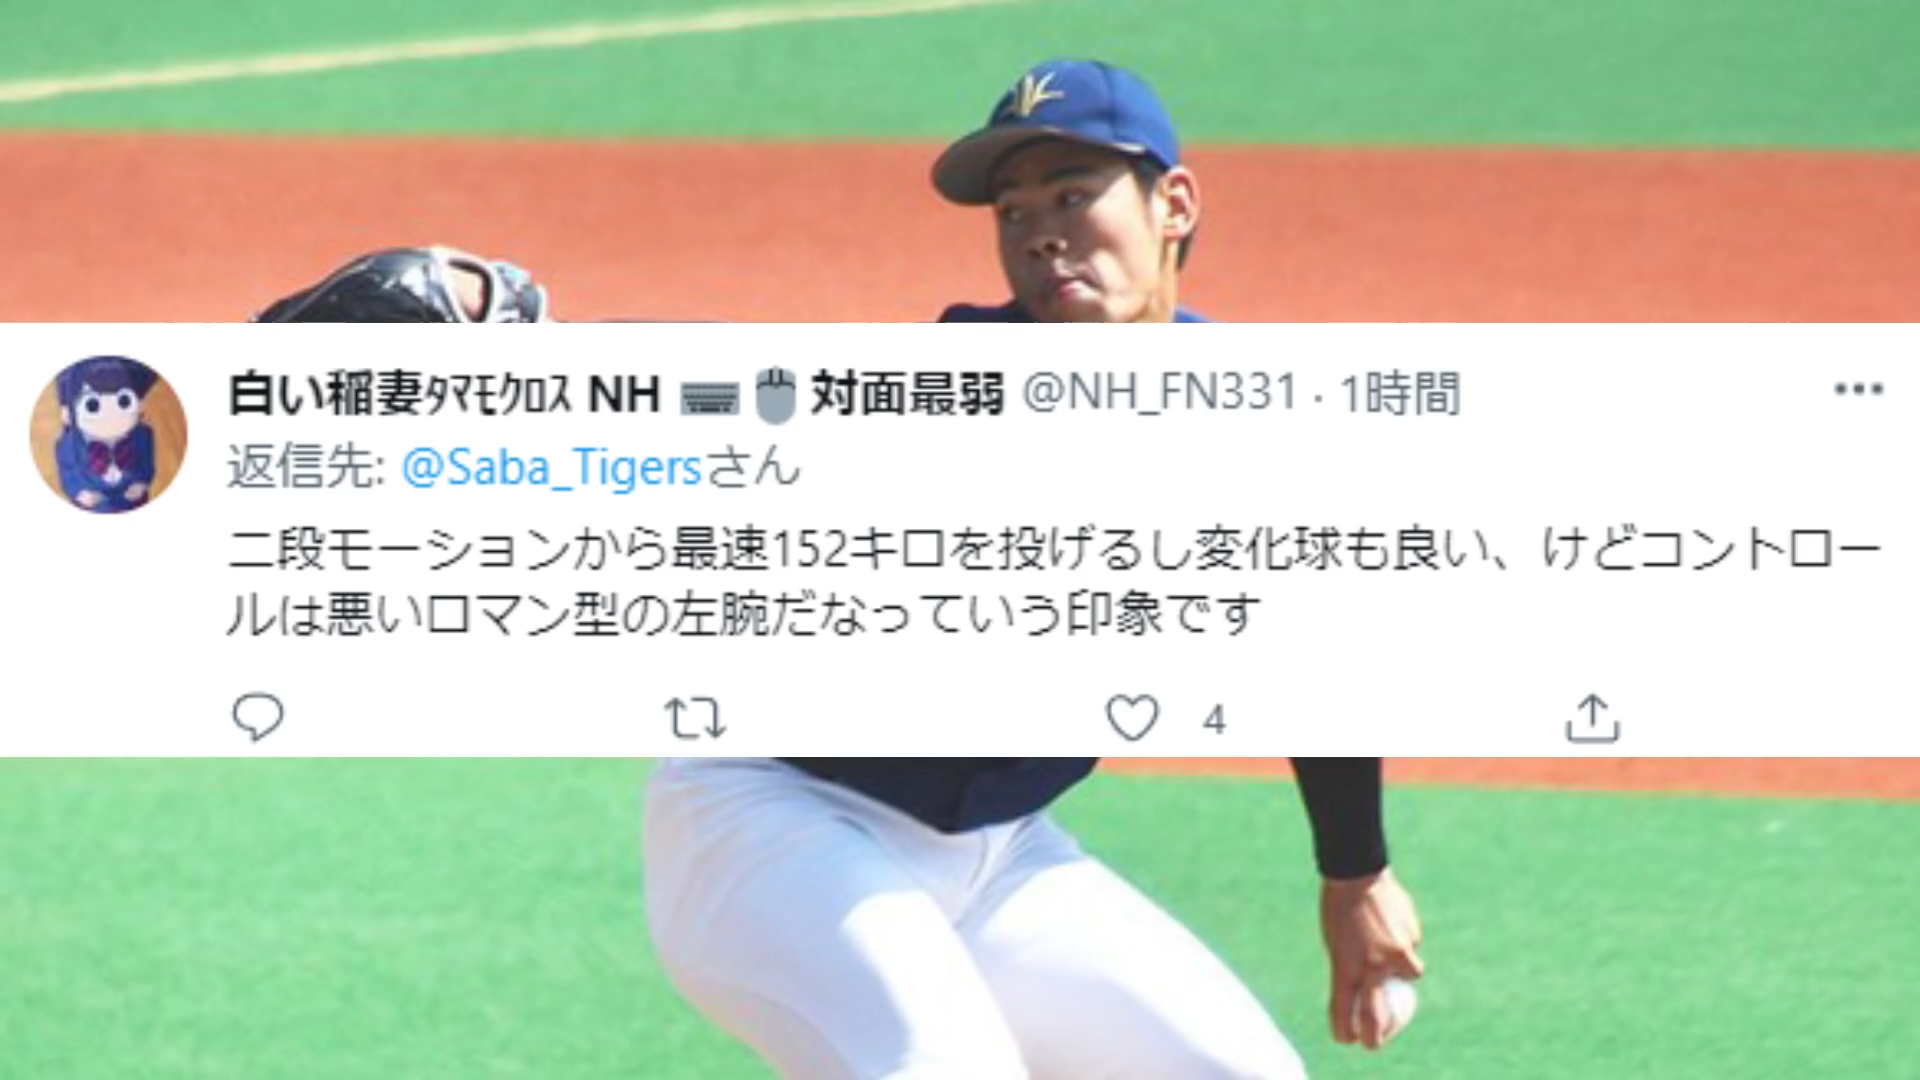 白い稲妻ﾀﾏﾓｸﾛｽ NH ⌨️🖱️対面最弱 @NH_FN331・1時間
返信先: @Saba_Tigersさん
二段モーションから最速152キロを投げるし変化球も良い、けどコントロー
ルは悪いロマン型の左腕だなっていう印象です
4